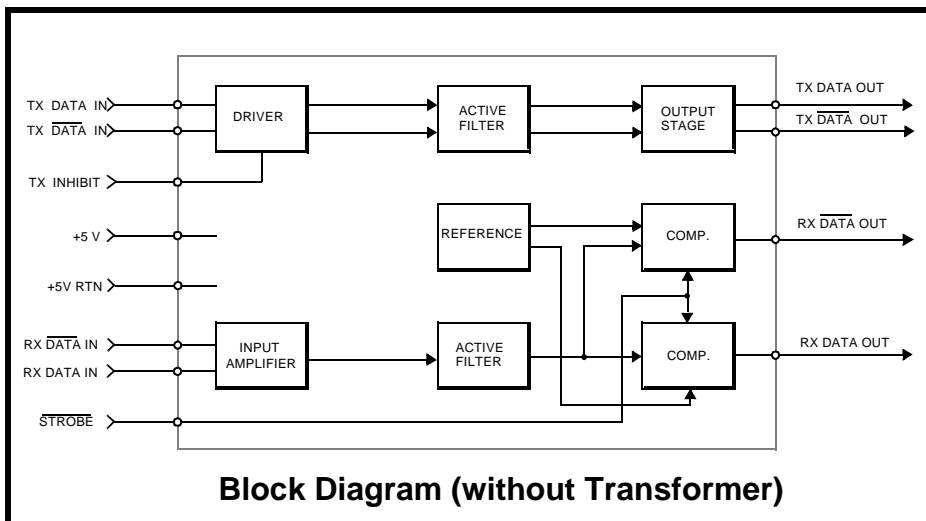 TX DATA IN
TX DATA IN
TX INHIBIT
+5 V
+5V RTN
RX DATA IN
RX DATA IN
STROBE
DRIVER
ACTIVE
FILTER
OUTPUT
STAGE
REFERENCE
COMP.
INPUT
AMPLIFIER
ACTIVE
FILTER
COMP.
TX DATA OUT
TX DATA OUT
RX DATA OUT
RX DATA OUT
Block Diagram (without Transformer)